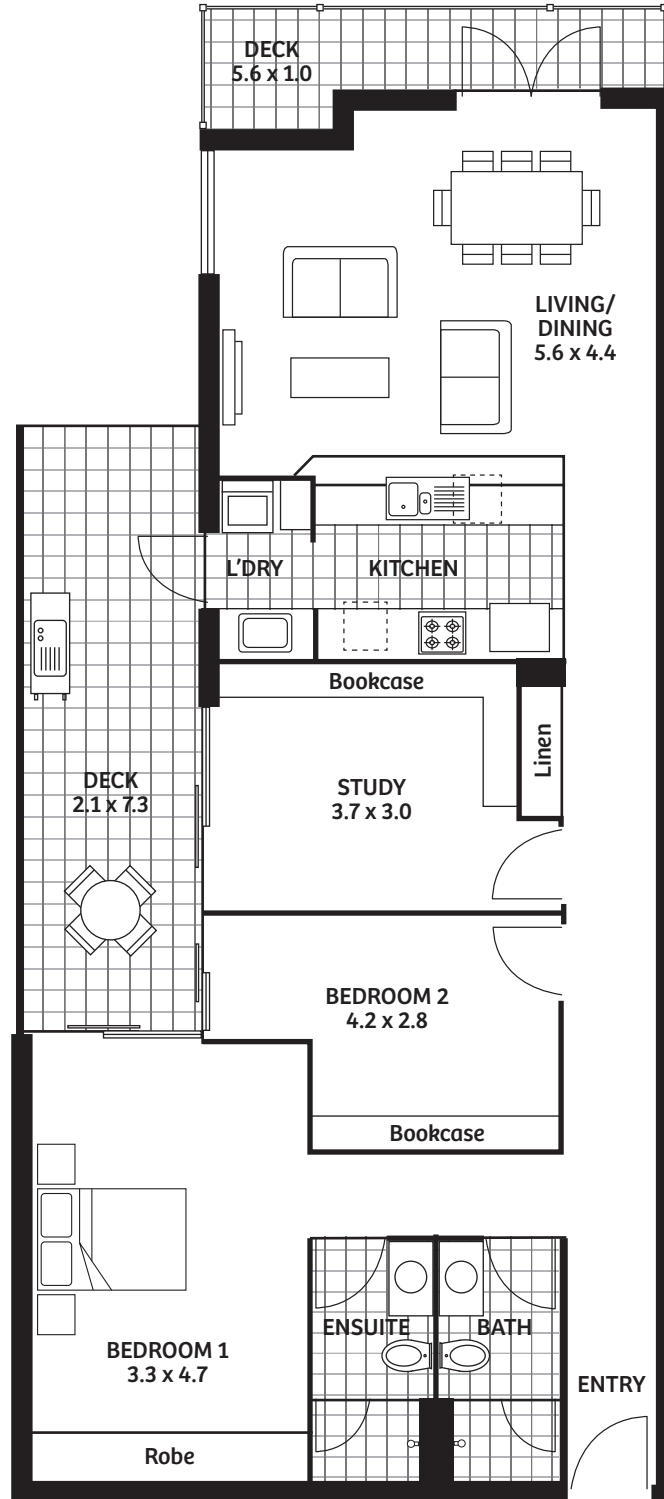 DECK
5.6 x 1.0
LIVING/
DINING
5.6 x 4.4
L'DRY
KITCHEN
Bookcase
Linen
STUDY
3.7 x 3.0
DECK
2.1 x 7.3
BEDROOM 2
4.2 x 2.8
Bookcase
ENSUITE
BATH
BEDROOM 1
3.3 x 4.7
ENTRY
Robe